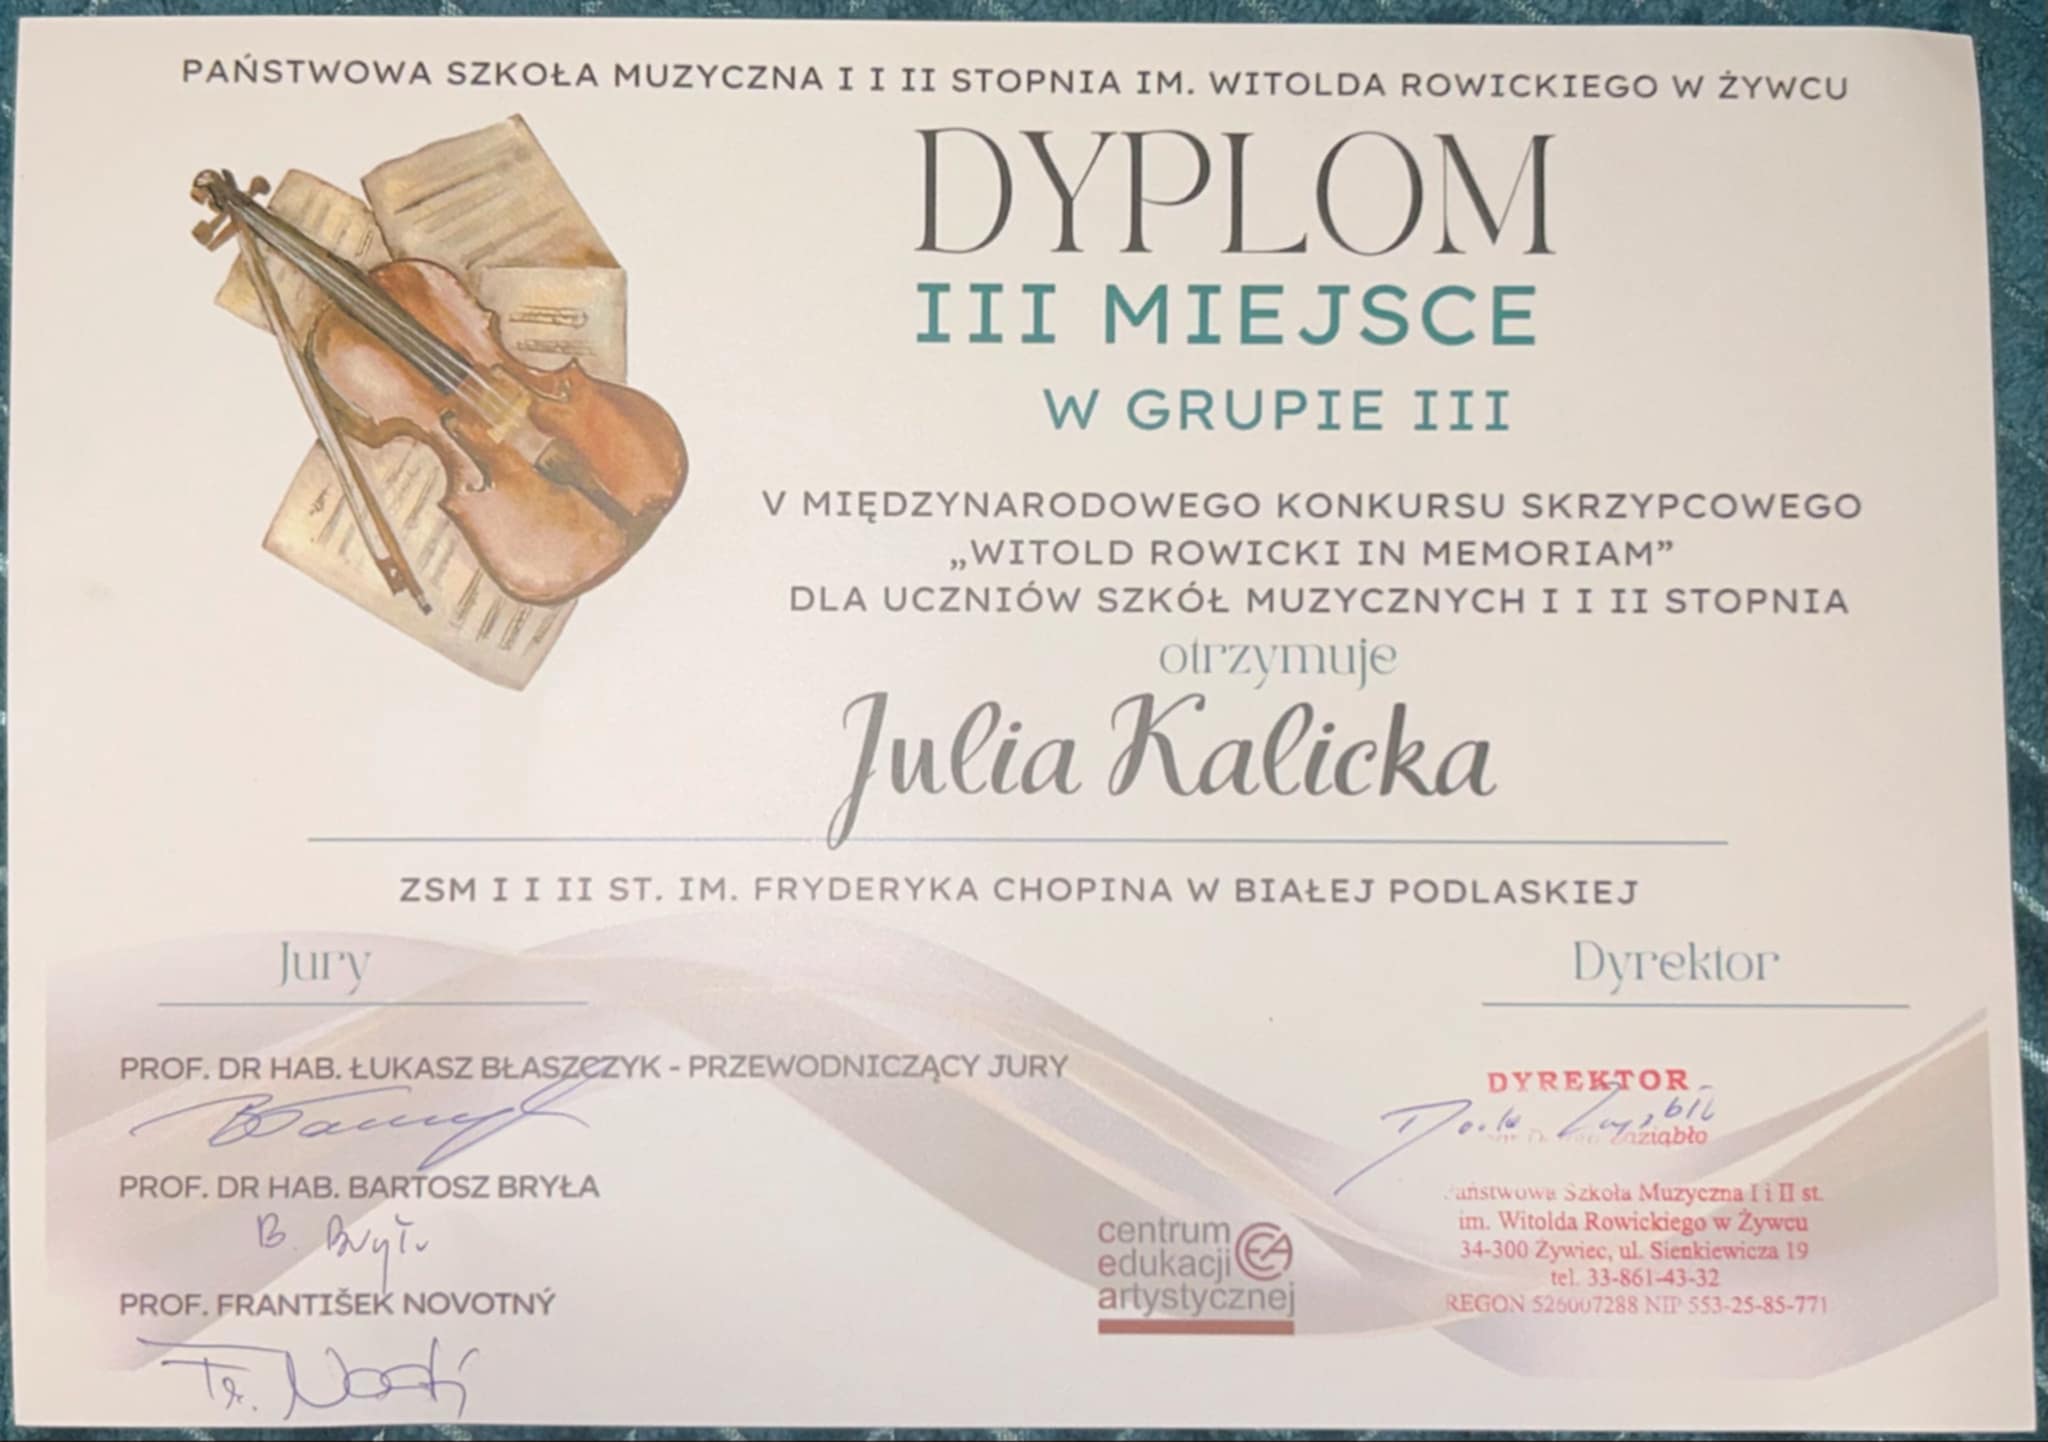 PAŃSTWOWA SZKOŁA MUZYCZNA I I II STOPNIA IM. WITOLDA ROWICKIEGO W ŻYWCU
DYPLOM
III MIEJSCE
W GRUPIE III
V MIĘDZYNARODOWEGO KONKURSU SKRZYPCOWEGO
„WITOLD ROWICKI IN MEMORIAM”
DLA UCZNIÓW SZKÓŁ MUZYCZNYCH I I II STOPNIA
otrzymuje
Julia Kalicka
ZSM I I II ST. IM. FRYDERYKA CHOPINA W BIAŁEJ PODLASKIEJ
Jury
PROF. DR HAB. ŁUKASZ BŁASZCZYK - PRZEWODNICZĄCY JURY
PROF. DR HAB. BARTOSZ BRYŁA
B. Bryła
PROF. FRANTIŠEK NOVOTNÝ
centrum
edukacji
artystycznej
CEA
Dyrektor
DYREKTOR
Państwowa Szkoła Muzyczna I i II st.
im. Witolda Rowickiego w Żywcu
34-300 Żywiec, ul. Sienkiewicza 19
tel. 33-861-43-32
REGON 526007288 NIP 553-25-85-771